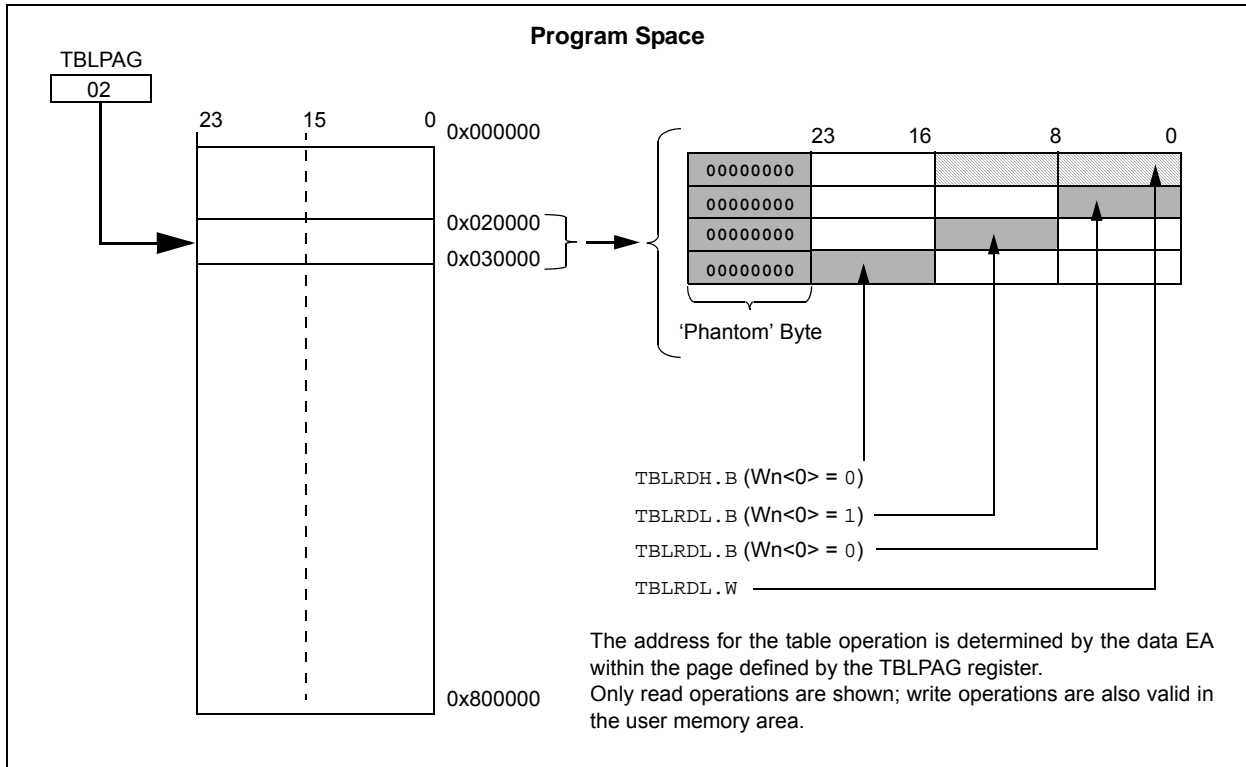 Program Space
TBLPAG
02
23 15 0
0x000000
0x020000
0x030000
0x800000
23 16 8 0
00000000
00000000
00000000
00000000
‘Phantom’ Byte
TBLRDH.B (Wn<0> = 0)
TBLRDL.B (Wn<0> = 1)
TBLRDL.B (Wn<0> = 0)
TBLRDL.W
The address for the table operation is determined by the data EA
within the page defined by the TBLPAG register.
Only read operations are shown; write operations are also valid in
the user memory area.